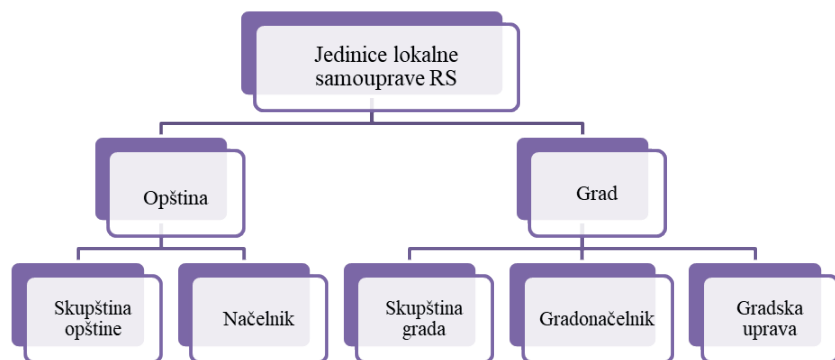 Jedinice lokalne
samouprave RS
Opština
Grad
Skupština
opštine
Načelnik
Skupština
grada
Gradonačelnik
Gradska
uprava